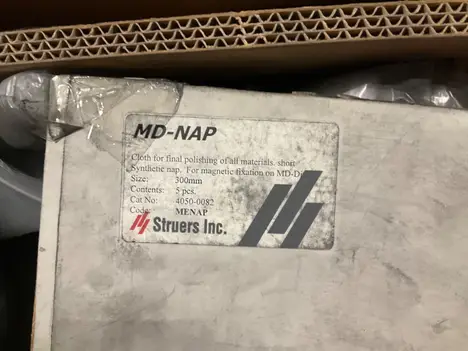 MD-NAP
Cloth for final polishing of all materials. short
Synthetic nap. For magnetic fixation on MD-Di
Size: 300mm
Contents: 5 pcs.
Cat No: 4050-0082
Code: MENAP
Struers Inc.